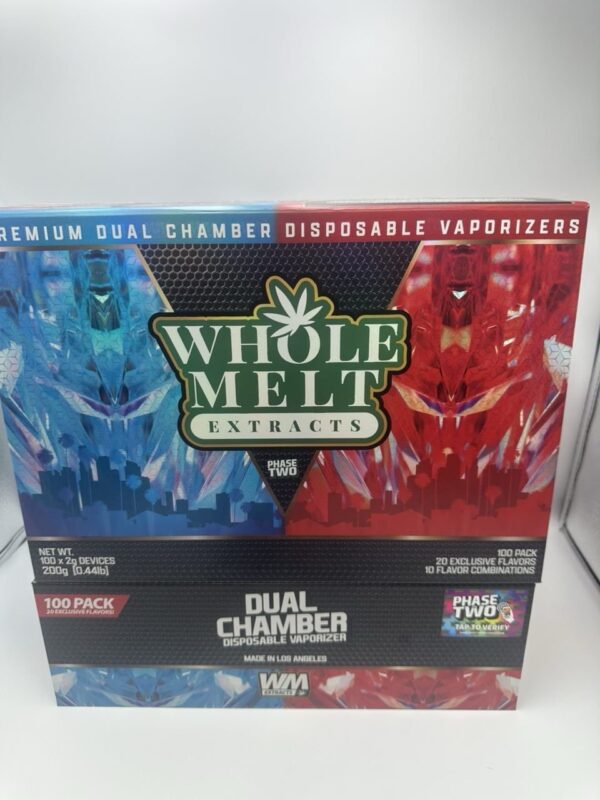 REMIUM DUAL CHAMBER DISPOSABLE VAPORIZERS
WHOLE
MELT
EXTRACTS
PHASE
TWO
NET WT.
100 x 2g DEVICES
200g [0.44lb]
100 PACK
20 EXCLUSIVE FLAVORS
10 FLAVOR COMBINATIONS
100 PACK
20 EXCLUSIVE FLAVORS!
DUAL
CHAMBER
DISPOSABLE VAPORIZER
MADE IN LOS ANGELES
WM
EXTRACTS
PHASE
TWO
TAP TO VERIFY